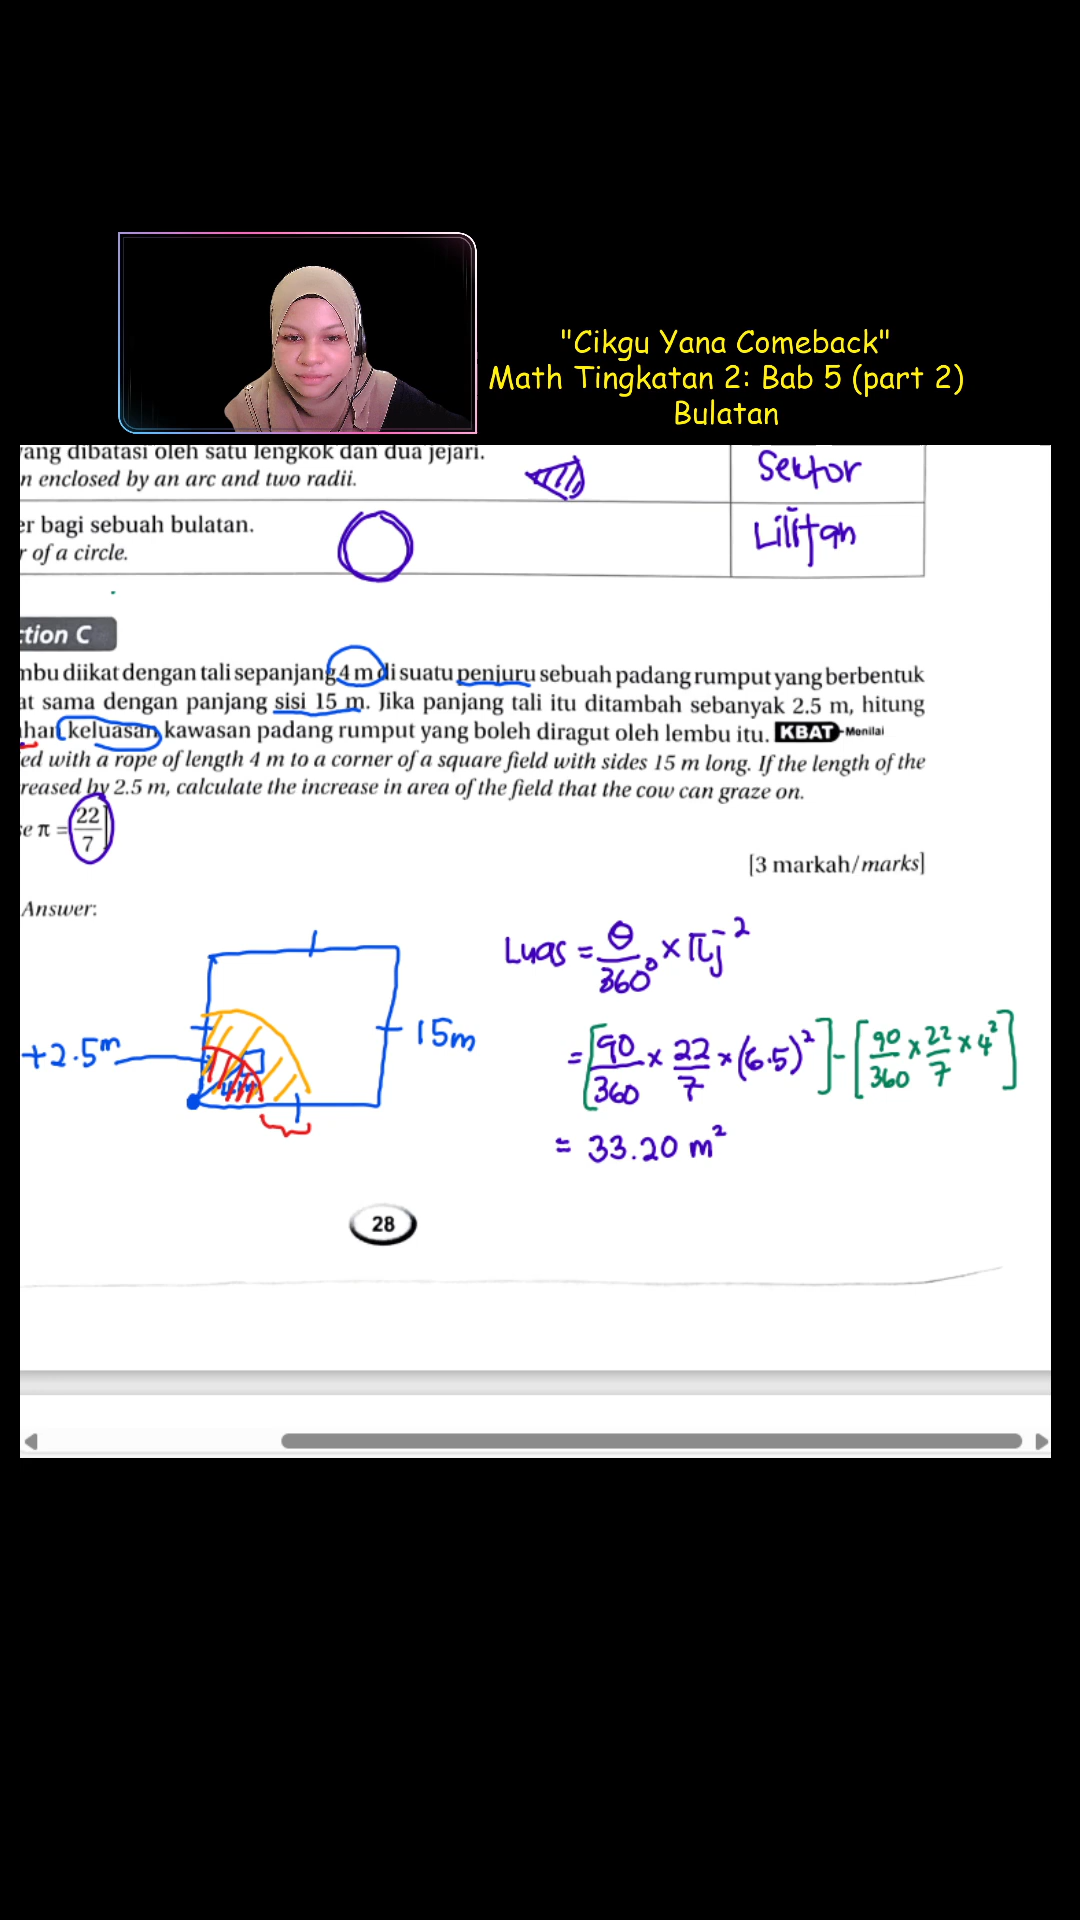 "Cikgu Yana Comeback"
Math Tingkatan 2: Bab 5 (part 2)
Bulatan
ang dibatasi oleh satu lengkok dan dua jejari.
n enclosed by an arc and two radii.
Sektor
er bagi sebuah bulatan.
r of a circle.
Lilitan
ction C
mbu diikat dengan tali sepanjang 4 m di suatu penjuru sebuah padang rumput yang berbentuk
at sama dengan panjang sisi 15 m. Jika panjang tali itu ditambah sebanyak 2.5 m, hitung
han keluasan kawasan padang rumput yang boleh diragut oleh lembu itu. KBAT Menilai
ed with a rope of length 4 m to a corner of a square field with sides 15 m long. If the length of the
reased by 2.5 m, calculate the increase in area of the field that the cow can graze on.
e π = 22/7]
[3 markah/marks]
Answer:
Luas = θ/360° × πj²
+2.5m
15m
4m
= [90/360 × 22/7 × (6.5)²] - [90/360 × 22/7 × 4²]
= 33.20 m²
28